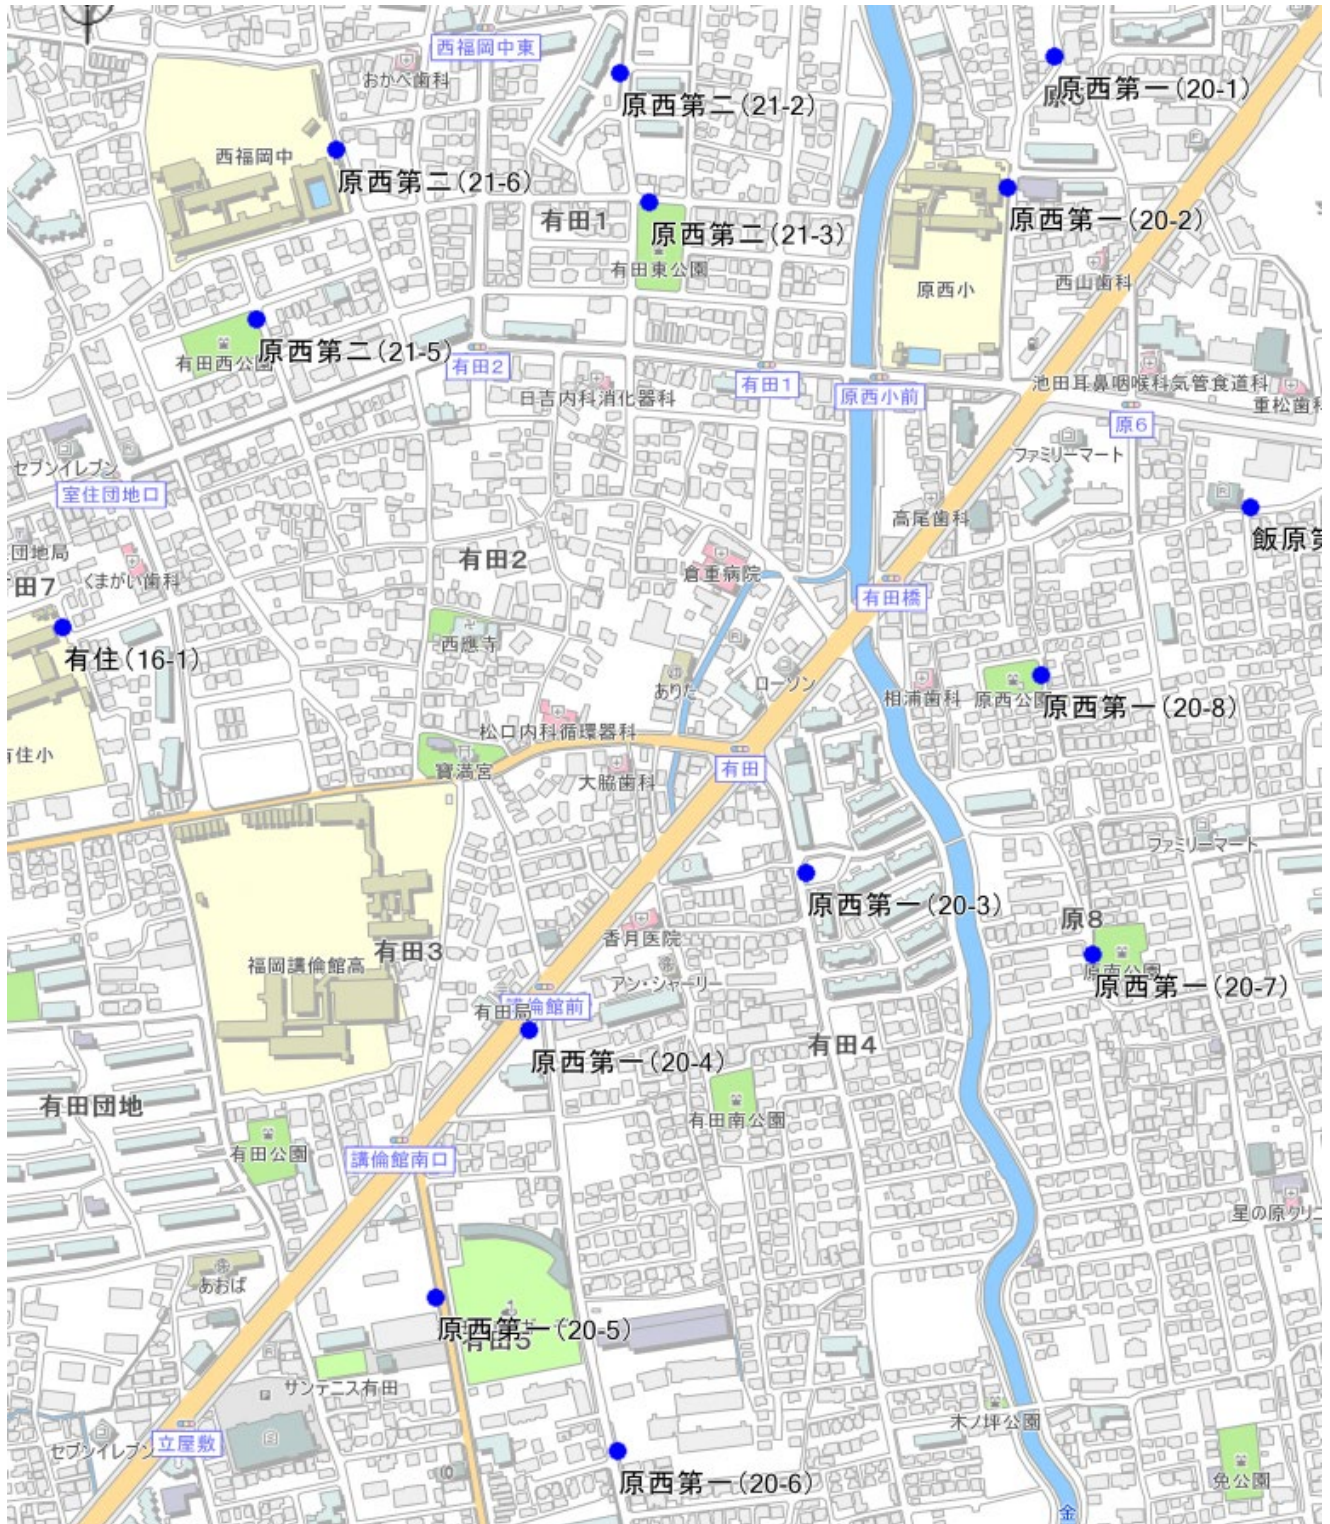 西福岡中東
おかべ歯科
原西第一(20-1)
原西第二(21-2)
西福岡中
原西第二(21-6)
原西第一(20-2)
有田1
原西第二(21-3)
有田東公園
西山歯科
原西小
原西第二(21-5)
有田西公園
有田2
有田1
原西小前
池田耳鼻咽喉科気管食道科
日吉内科消化器科
重松歯科
原6
セブンイレブン
ファミリーマート
室住団地口
高尾歯科
飯原第
団地局
くまがい歯科
有田2
倉重病院
田7
有田橋
西應寺
有住(16-1)
ありた
ローソン
相浦歯科
原西公園
原西第一(20-8)
松口内科循環器科
有住小
寶満宮
大脇歯科
有田
ファミリーマート
原西第一(20-3)
原8
香月医院
有田3
福岡講倫館高
アン・シャーリー
原南公園
原西第一(20-7)
有田局
講倫館前
有田4
原西第一(20-4)
有田団地
有田南公園
有田公園
講倫館南口
星の原クリニ
あおば
原西第一(20-5)
有田5
サンテニス有田
木ノ坪公園
セブンイレブン
立屋敷
原西第一(20-6)
免公園
金